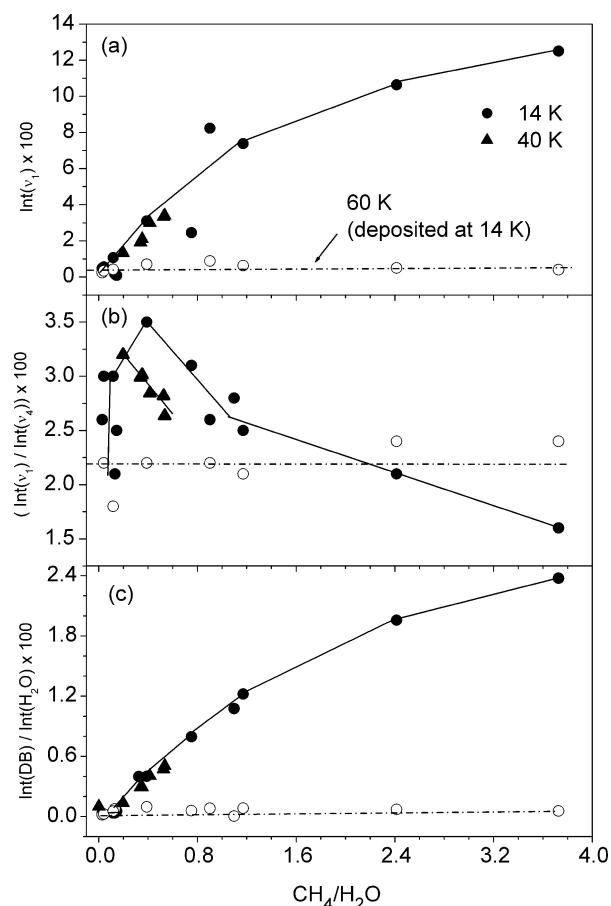 14
(a)
12
10
14 K
8
40 K
6
60 K
4
(deposited at 14 K)
2
0
Int(ν₁) x 100
(b)
3.5
3.0
2.5
2.0
1.5
( Int(ν₁) / Int(ν₄)) x 100
2.4
(c)
1.8
1.2
0.6
0.0
Int(DB) / Int(H₂O) x 100
0.0 0.8 1.6 2.4 3.2 4.0
CH₄/H₂O